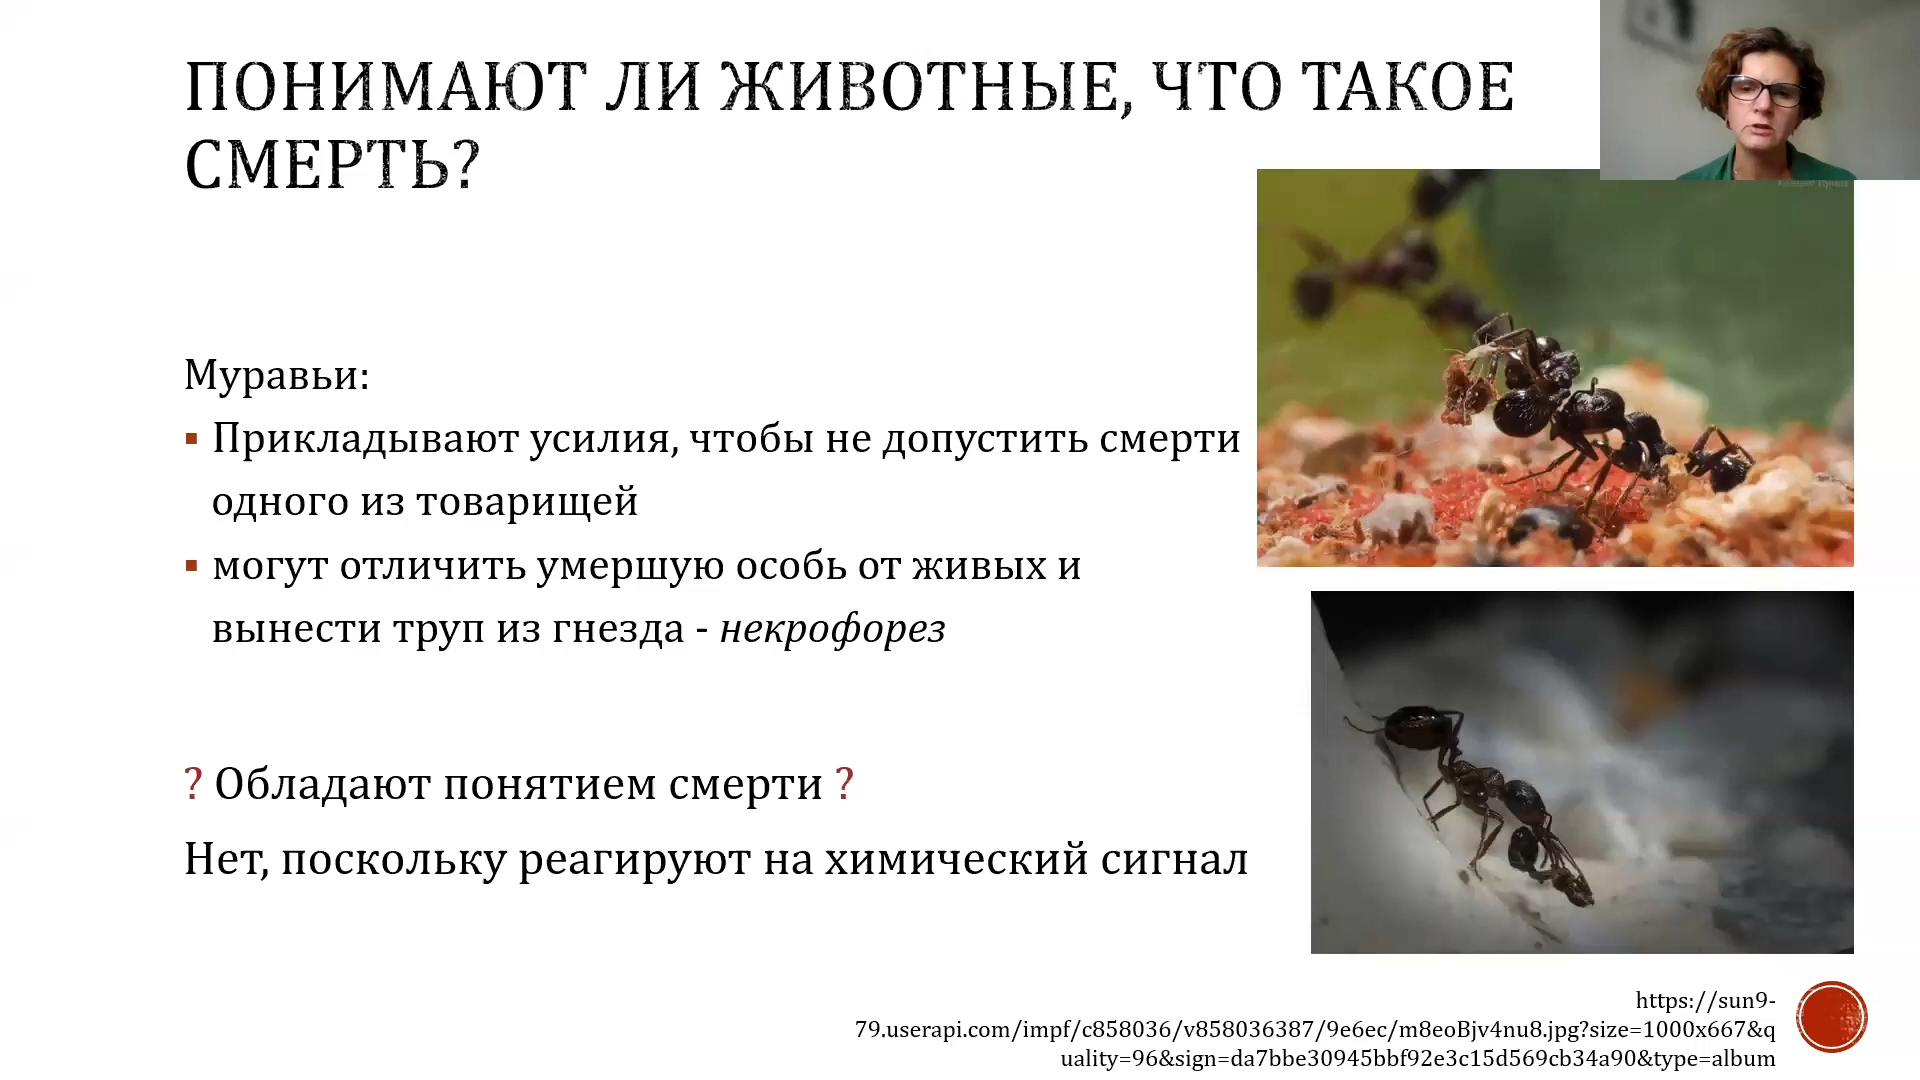 ПОНИМАЮТ ЛИ ЖИВОТНЫЕ, ЧТО ТАКОЕ
СМЕРТЬ?
Муравьи:
▪ Прикладывают усилия, чтобы не допустить смерти
одного из товарищей
▪ могут отличить умершую особь от живых и
вынести труп из гнезда - некрофорез
? Обладают понятием смерти ?
Нет, поскольку реагируют на химический сигнал
https://sun9-
79.userapi.com/impf/c858036/v858036387/9e6ec/m8eoBjv4nu8.jpg?size=1000x667&q
uality=96&sign=da7bbe30945bbf92e3c15d569cb34a90&type=album